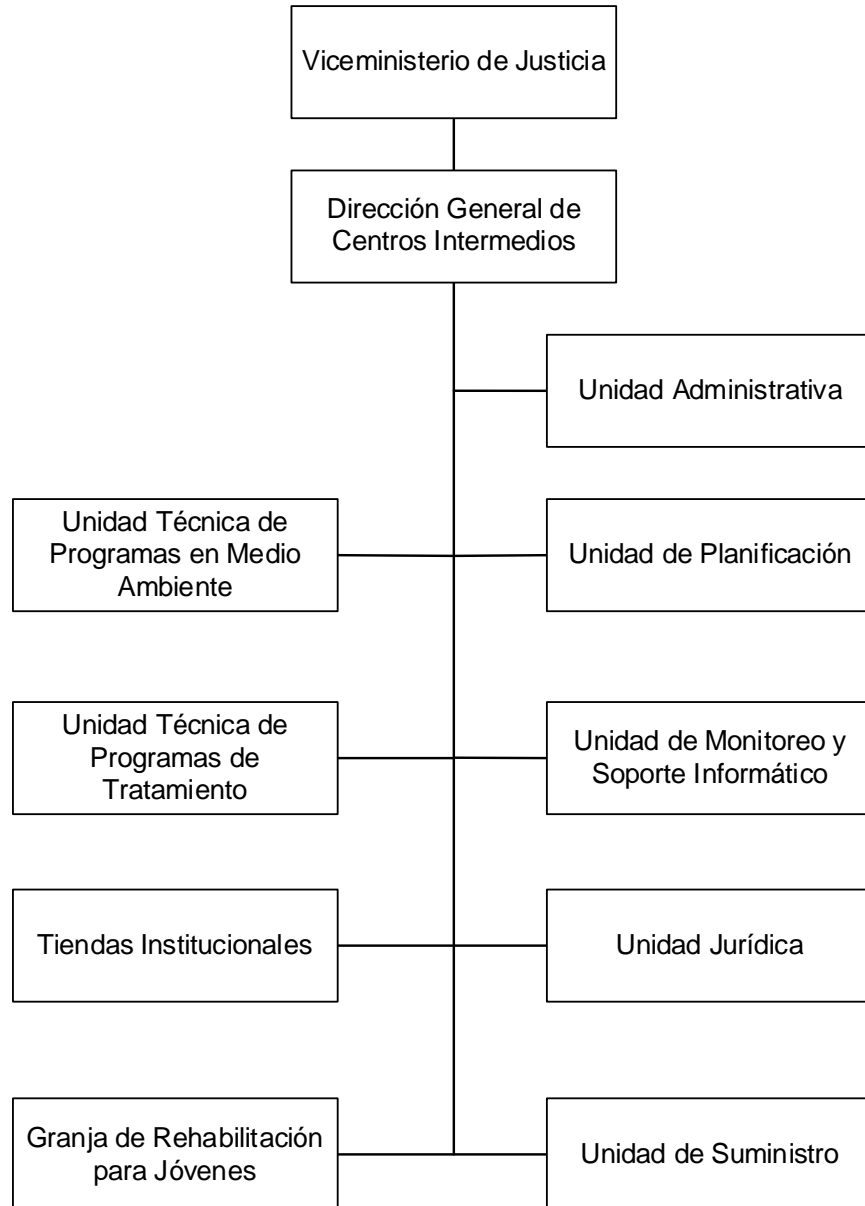 Viceministerio de Justicia
Dirección General de
Centros Intermedios
Unidad Administrativa
Unidad Técnica de
Programas en Medio
Ambiente
Unidad de Planificación
Unidad Técnica de
Programas de
Tratamiento
Unidad de Monitoreo y
Soporte Informático
Tiendas Institucionales
Unidad Jurídica
Granja de Rehabilitación
para Jóvenes
Unidad de Suministro